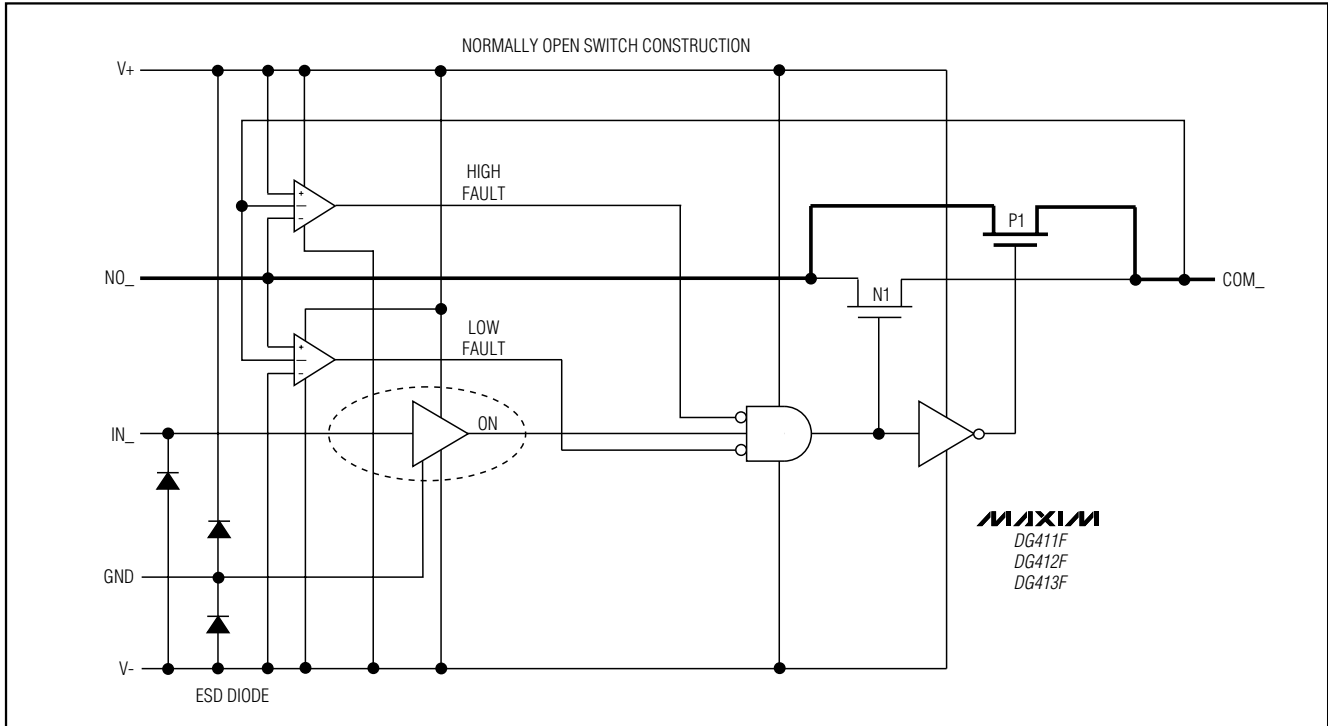 NORMALLY OPEN SWITCH CONSTRUCTION
V+
HIGH
FAULT
+
−
−
P1
NO_
COM_
N1
LOW
FAULT
+
−
−
ON
IN_
MAXIM
DG411F
DG412F
DG413F
GND
V-
ESD DIODE